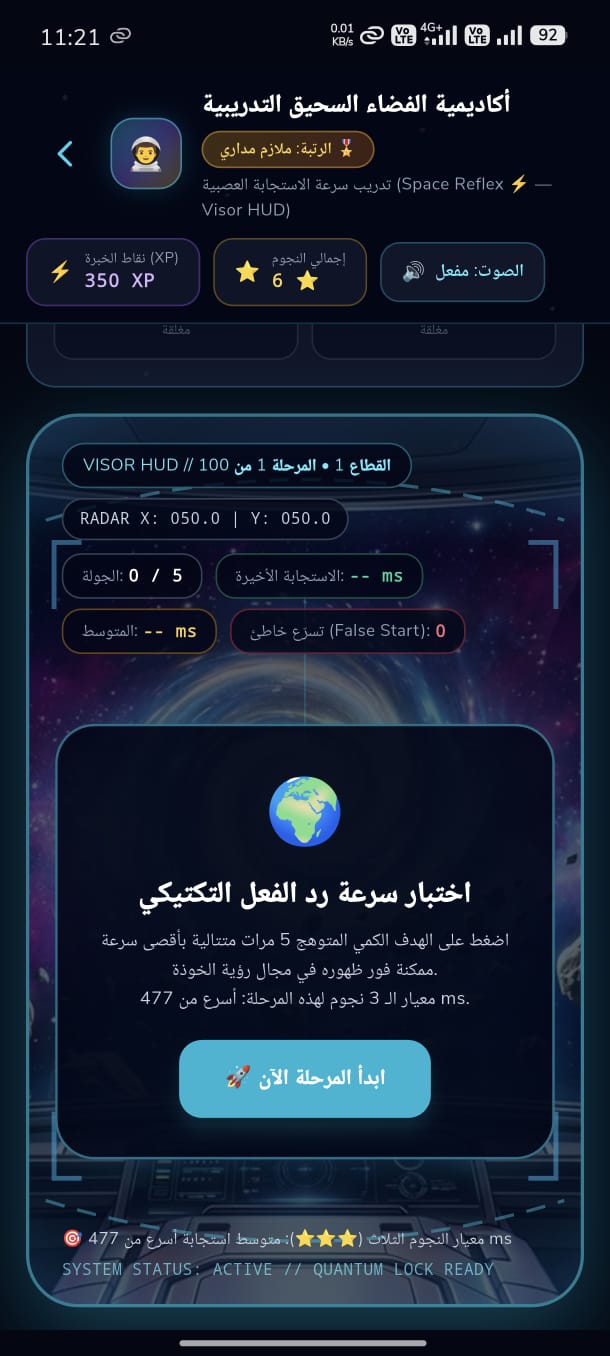 11:21
0.01 KB/s VoLTE 4G+ VoLTE 92
أكاديمية الفضاء السحيق التدريبية
الرتبة: ملازم مداري
تدريب سرعة الاستجابة العصبية (Space Reflex ⚡ —
Visor HUD)
نقاط الخبرة (XP)
350 XP
إجمالي النجوم
6 ⭐
الصوت: مفعل
مغلقة
مغلقة
VISOR HUD // القطاع 1 • المرحلة 1 من 100
RADAR X: 050.0 | Y: 050.0
الجولة: 0 / 5
الاستجابة الأخيرة: -- ms
المتوسط: -- ms
تسرّع خاطئ (False Start): 0
اختبار سرعة رد الفعل التكتيكي
اضغط على الهدف الكمي المتوهج 5 مرات متتالية بأقصى سرعة
ممكنة فور ظهوره في مجال رؤية الخوذة.
معيار الـ 3 نجوم لهذه المرحلة: أسرع من 477 ms.
ابدأ المرحلة الآن 🚀
🎯 معيار النجوم الثلاث (⭐⭐⭐): متوسط استجابة أسرع من 477 ms
SYSTEM STATUS: ACTIVE // QUANTUM LOCK READY